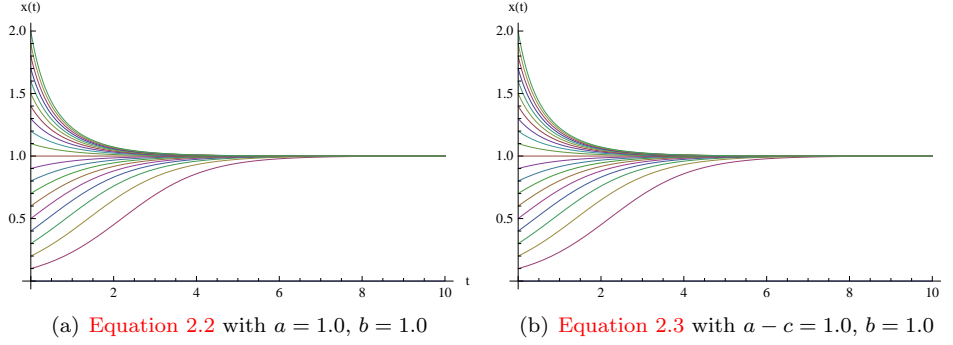 x(t)
2.0
1.5
1.0
0.5
2 4 6 8 10 t
(a) Equation 2.2 with a = 1.0, b = 1.0
x(t)
2.0
1.5
1.0
0.5
2 4 6 8 10 t
(b) Equation 2.3 with a − c = 1.0, b = 1.0